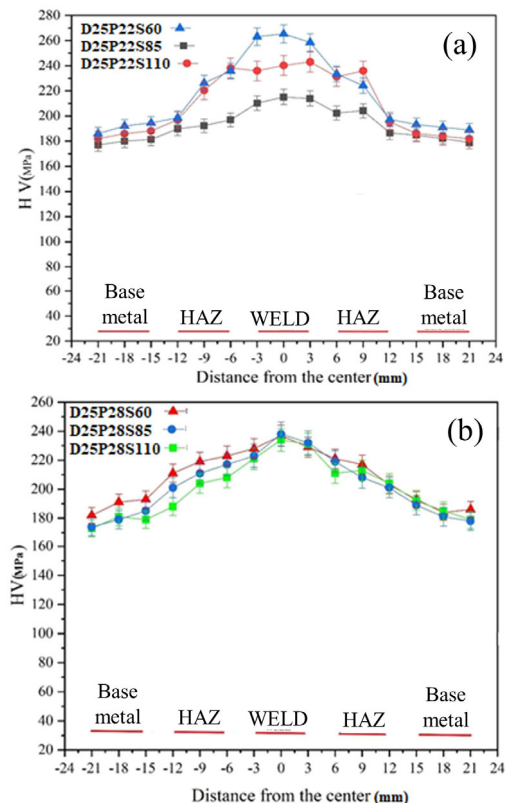 (a)
D25P22S60
D25P22S85
D25P22S110
280
260
240
220
200
180
160
140
120
100
80
60
40
20
H V(MPa)
Base metal
HAZ
WELD
HAZ
Base metal
-24 -21 -18 -15 -12 -9 -6 -3 0 3 6 9 12 15 18 21 24
Distance from the center (mm)
(b)
D25P28S60
D25P28S85
D25P28S110
260
240
220
200
180
160
140
120
100
80
60
40
20
HV(MPa)
Base metal
HAZ
WELD
HAZ
Base metal
-24 -21 -18 -15 -12 -9 -6 -3 0 3 6 9 12 15 18 21 24
Distance from the center (mm)